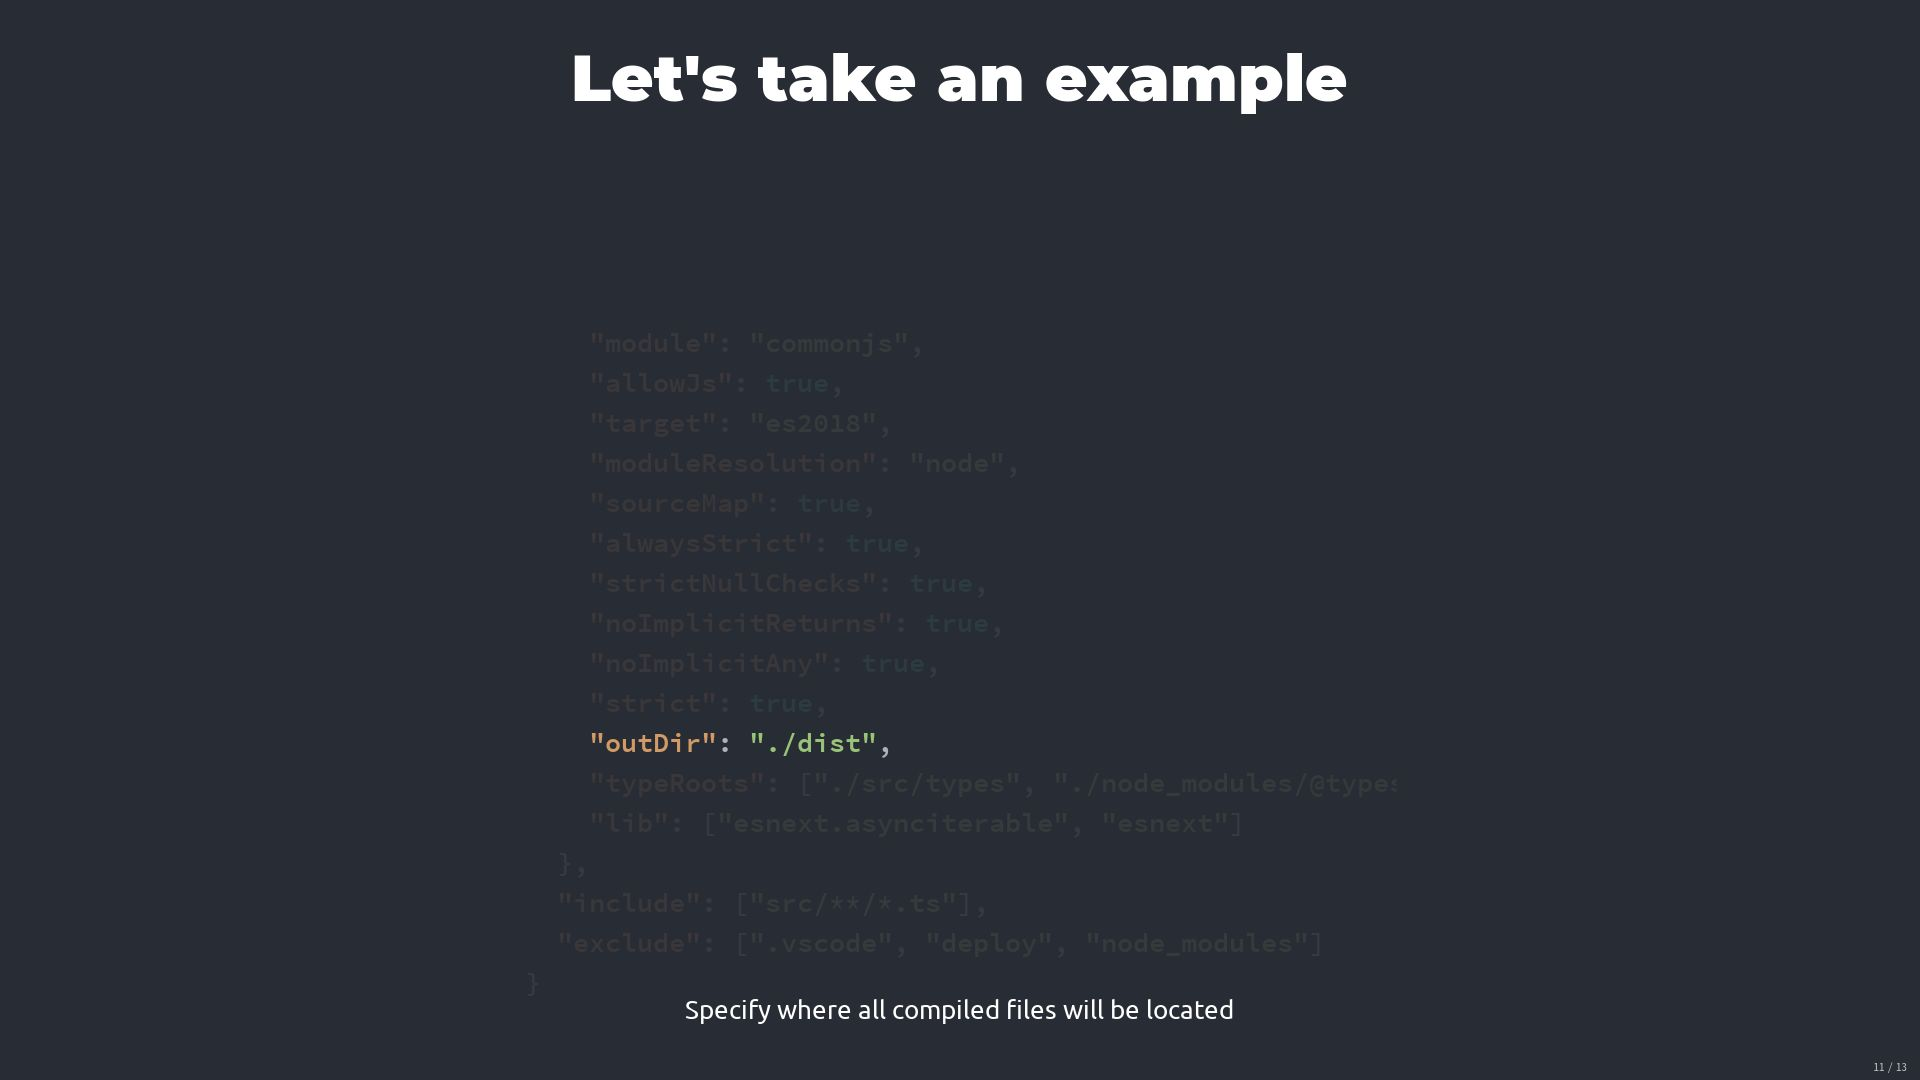 Let's take an example
"module": "commonjs",
"allowJs": true,
"target": "es2018",
"moduleResolution": "node",
"sourceMap": true,
"alwaysStrict": true,
"strictNullChecks": true,
"noImplicitReturns": true,
"noImplicitAny": true,
"strict": true,
"outDir": "./dist",
"typeRoots": ["./src/types", "./node_modules/@types
"lib": ["esnext.asynciterable", "esnext"]
},
"include": ["src/**/*.ts"],
"exclude": [".vscode", "deploy", "node_modules"]
}
Specify where all compiled files will be located
11 / 13